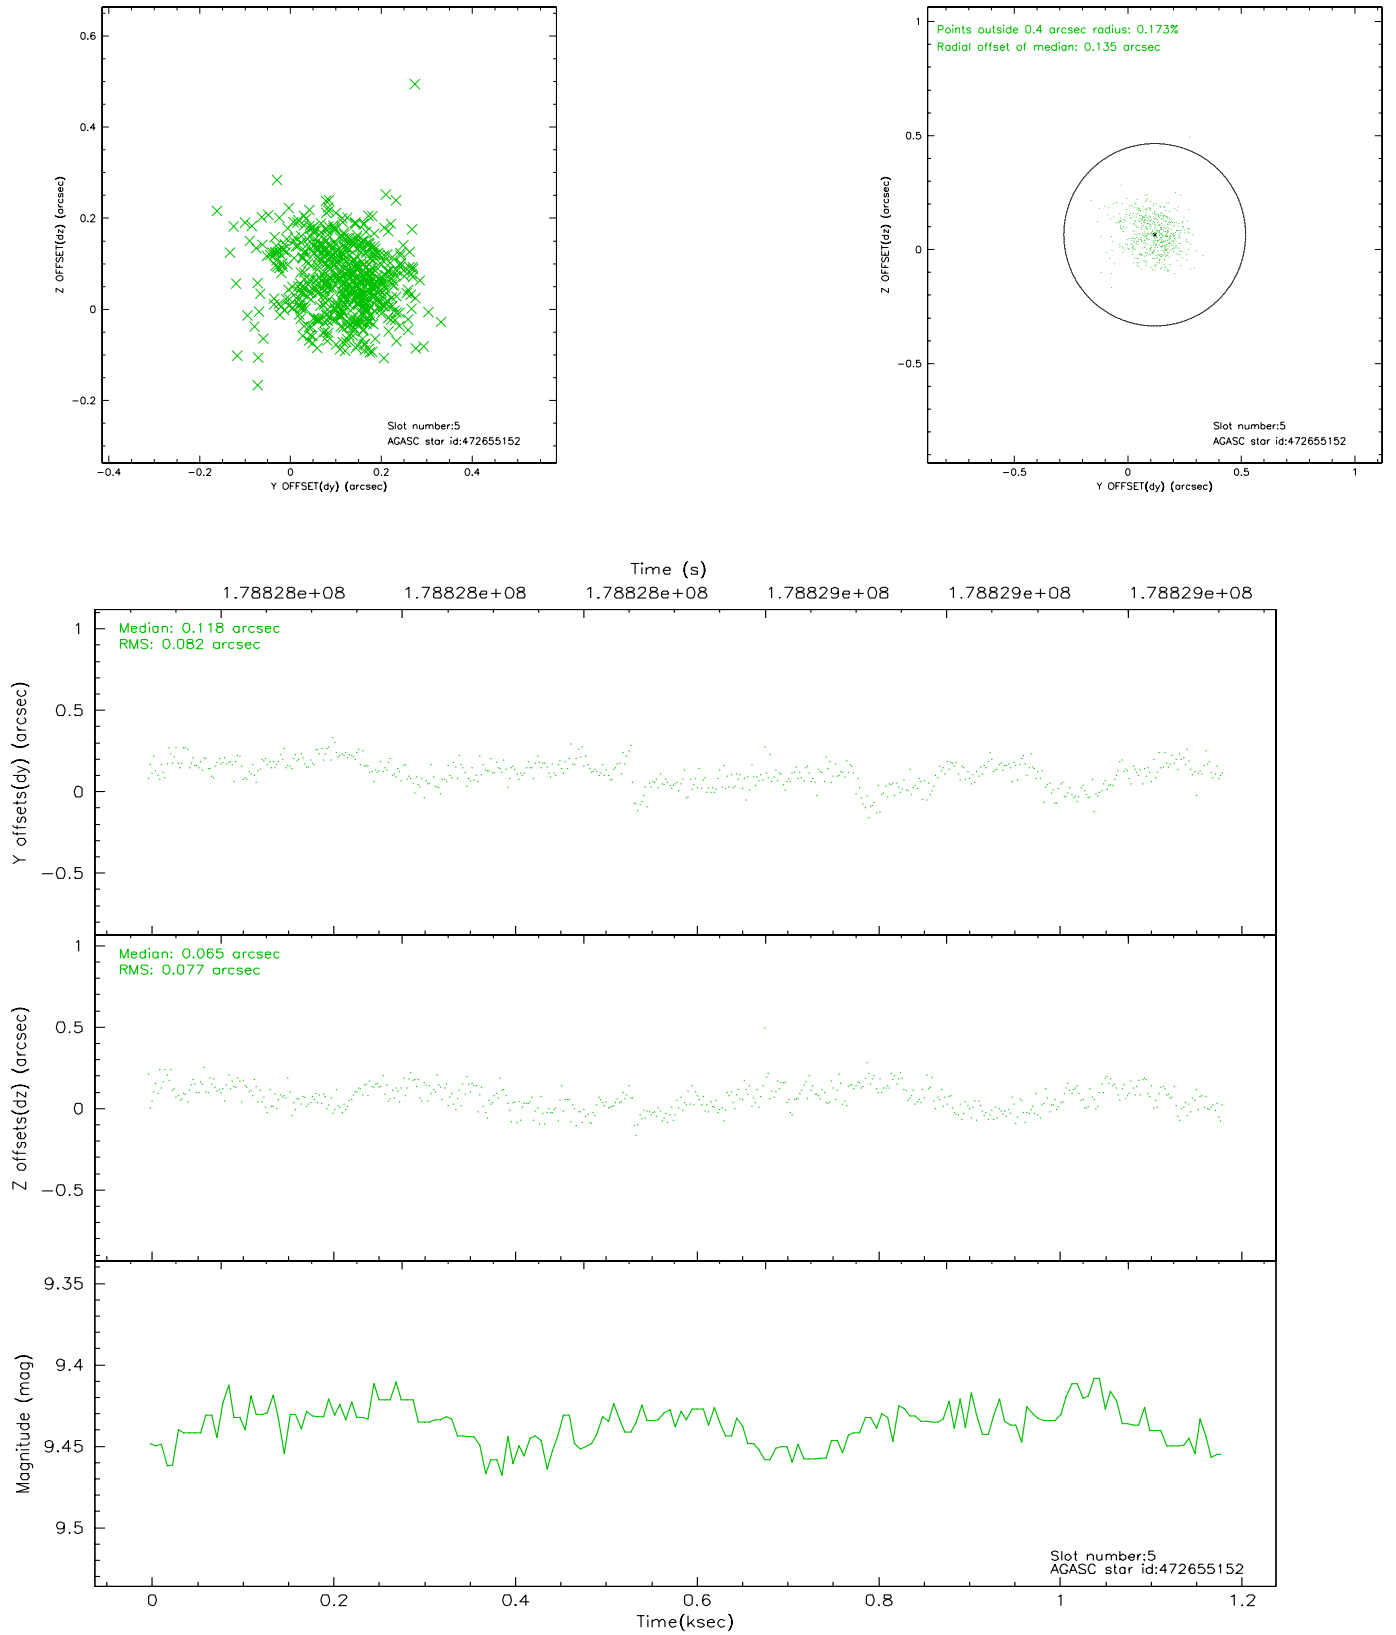 0.6
0.4
0.2
0
−0.2
Z OFFSET(dz) (arcsec)
Slot number:5
AGASC star id:472655152
−0.4
−0.2
0
0.2
0.4
Y OFFSET(dy) (arcsec)
Points outside 0.4 arcsec radius: 0.173%
Radial offset of median: 0.135 arcsec
1
0.5
0
−0.5
Z OFFSET(dz) (arcsec)
Slot number:5
AGASC star id:472655152
−0.5
0
0.5
1
Y OFFSET(dy) (arcsec)
Time (s)
1.78828e+08
1.78828e+08
1.78828e+08
1.78829e+08
1.78829e+08
1.78829e+08
Median: 0.118 arcsec
RMS: 0.082 arcsec
1
0.5
0
−0.5
Y offsets(dy) (arcsec)
Median: 0.065 arcsec
RMS: 0.077 arcsec
1
0.5
0
−0.5
Z offsets(dz) (arcsec)
9.35
9.4
9.45
9.5
Magnitude (mag)
Slot number:5
AGASC star id:472655152
0
0.2
0.4
0.6
0.8
1
1.2
Time(ksec)